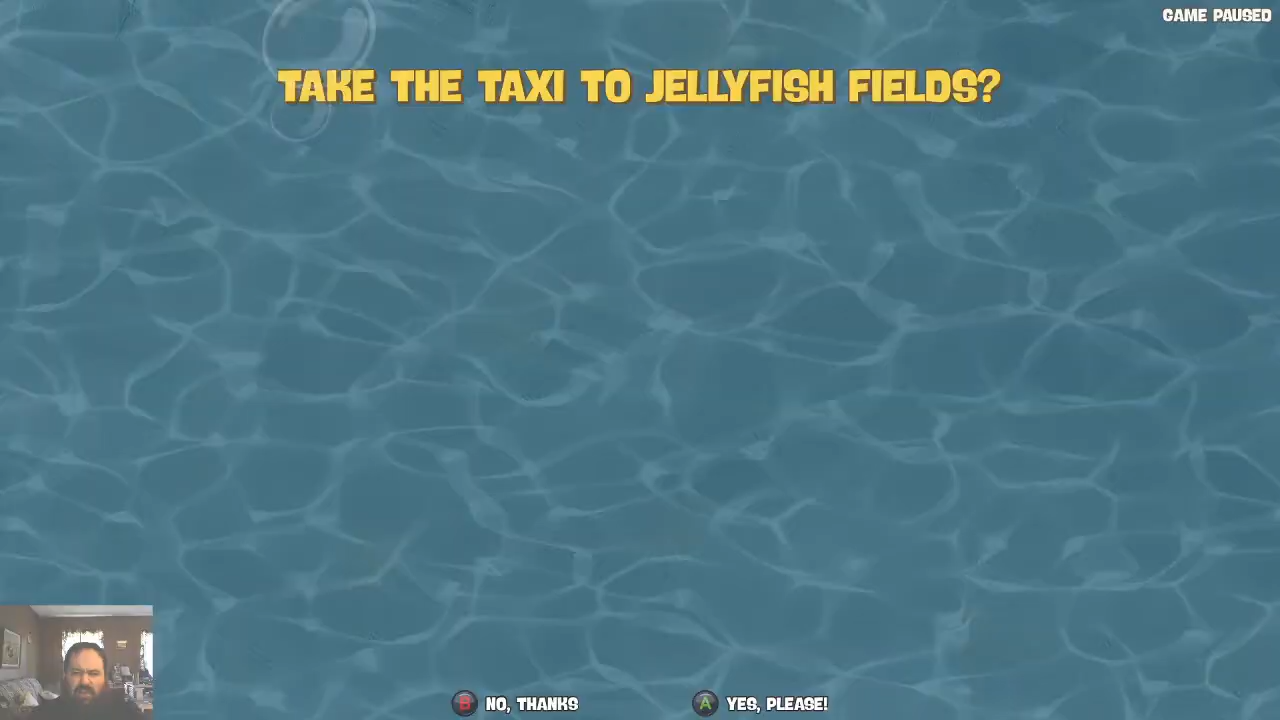 GAME PAUSED
TAKE THE TAXI TO JELLYFISH FIELDS?
B NO, THANKS
A YES, PLEASE!